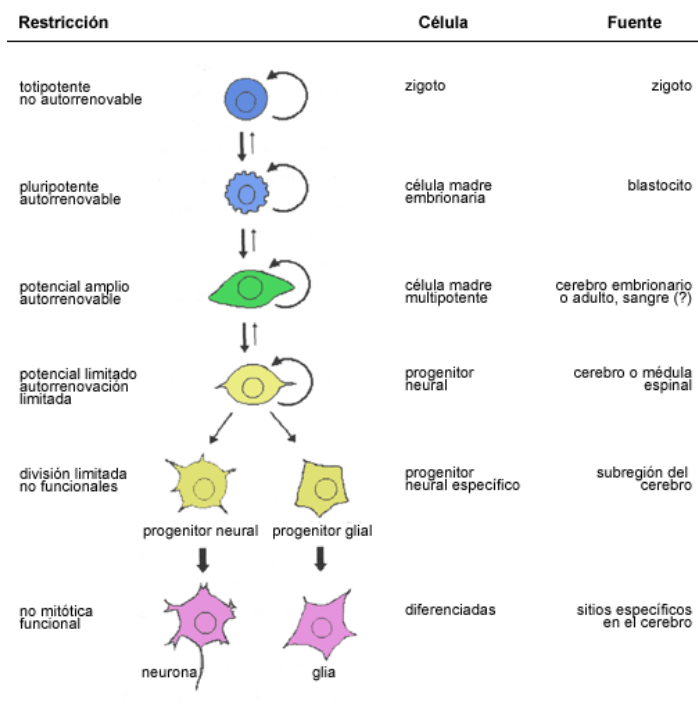 Restricción Célula Fuente
totipotente zigoto zigoto
no autorrenovable
pluripotente célula madre blastocito
autorrenovable embrionaria
potencial amplio célula madre cerebro embrionario
autorrenovable multipotente o adulto, sangre (?)
potencial limitado progenitor cerebro o médula
autorrenovación neural espinal
limitada
división limitada progenitor subregión del
no funcionales neural específico cerebro
progenitor neural progenitor glial
no mitótica diferenciadas sitios específicos
funcional en el cerebro
neurona glia